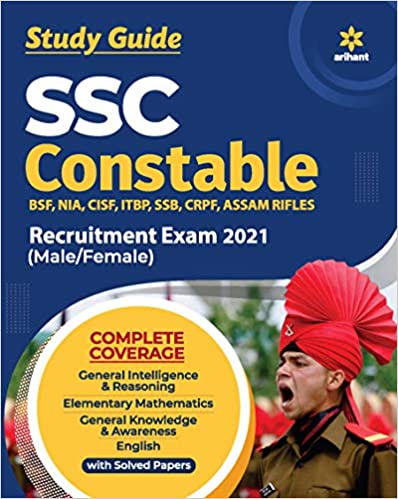 Study Guide
arihant
SSC
Constable
BSF, NIA, CISF, ITBP, SSB, CRPF, ASSAM RIFLES
Recruitment Exam 2021
(Male/Female)
COMPLETE
COVERAGE
General Intelligence
& Reasoning
Elementary Mathematics
General Knowledge
& Awareness
English
with Solved Papers